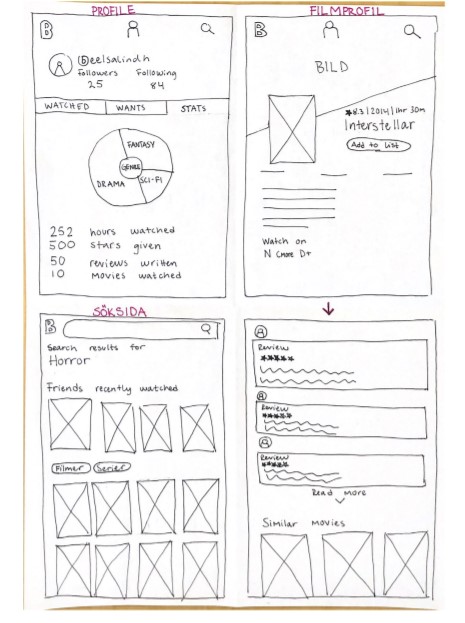 PROFILE
B
@eelsalindh
Followers Following
25 84
WATCHED WANTS STATS
FANTASY
GENRE
DRAMA SCI-FI
252 hours watched
500 stars given
50 reviews written
10 Movies watched
FILMPROFIL
B
BILD
★8.3 | 2014 | 1hr 30m
Interstellar
Add to list
Watch on
N Cmore D+
SÖKSIDA
B
Search results for
Horror
Friends recently watched
Filmer Serier
Review
★★★★★
Review
★★★★★
Review
★★★★★
Read more
Similar movies